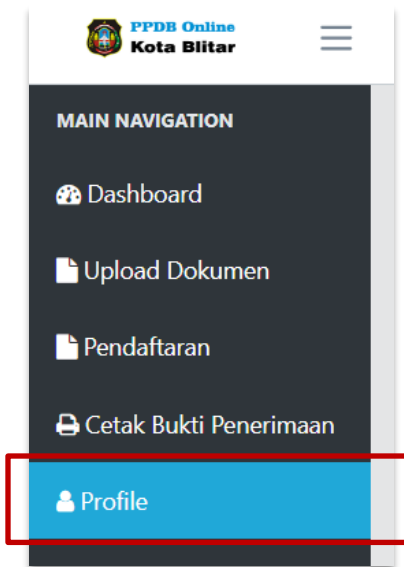 PPDB Online
Kota Blitar
MAIN NAVIGATION
Dashboard
Upload Dokumen
Pendaftaran
Cetak Bukti Penerimaan
Profile